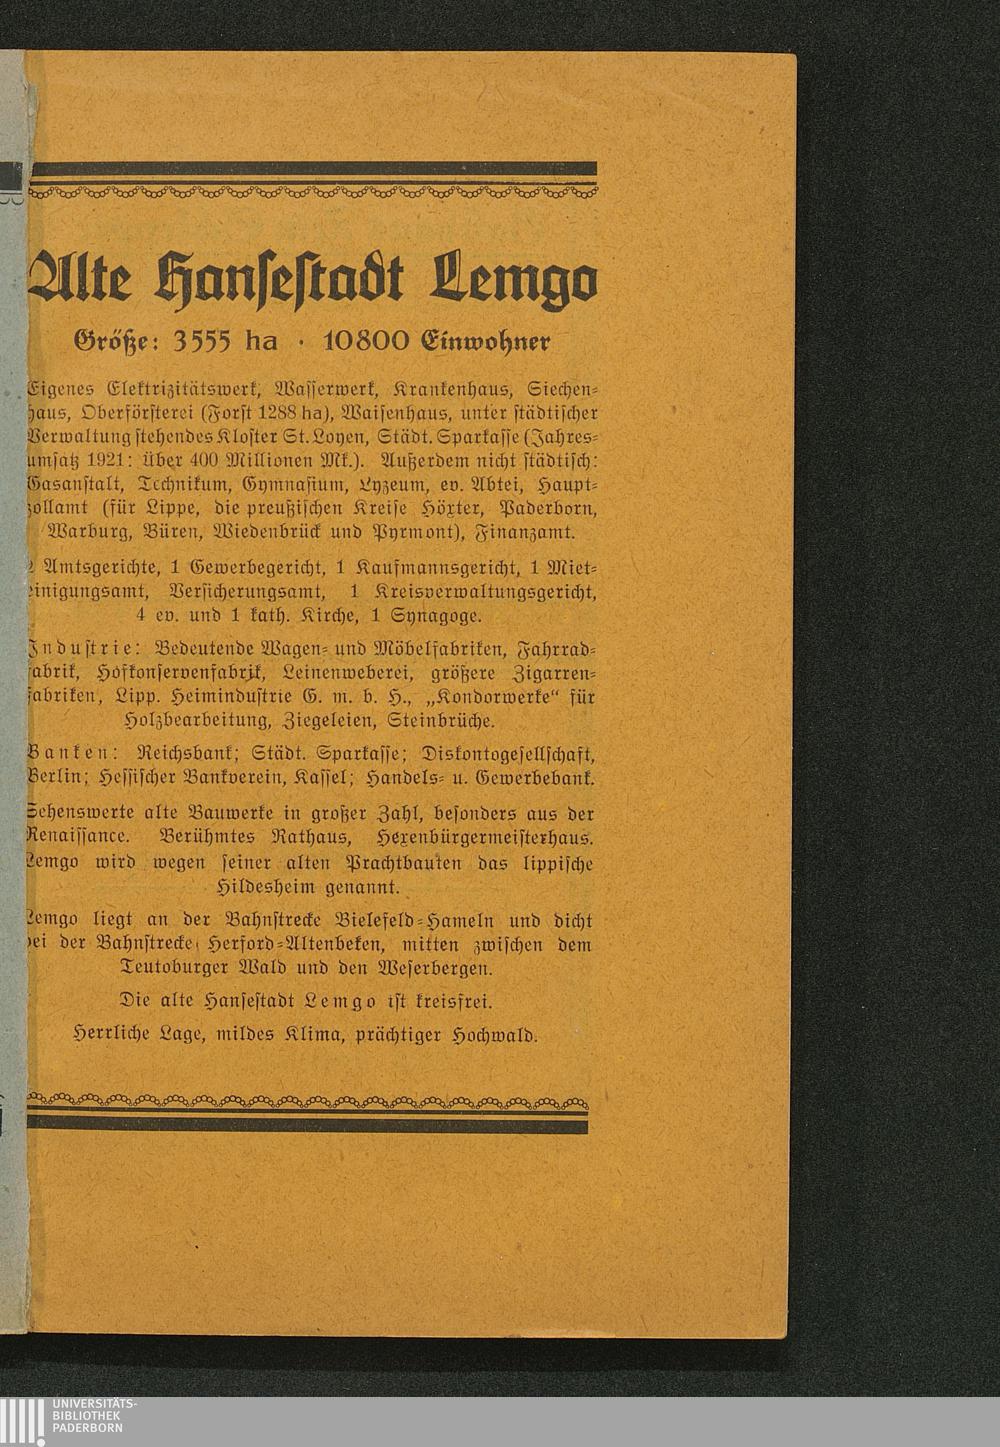 Alte Hansestadt Lemgo
Größe: 3555 ha · 10800 Einwohner
Eigenes Elektrizitätswerk, Wasserwerk, Krankenhaus, Siechen-
haus, Oberförsterei (Forst 1288 ha), Waisenhaus, unter städtischer
Verwaltung stehendes Kloster St. Loyen, Städt. Sparkasse (Jahres-
umsatz 1921: über 400 Millionen Mk.). Außerdem nicht städtisch:
Gasanstalt, Technikum, Gymnasium, Lyzeum, ev. Abtei, Haupt-
zollamt (für Lippe, die preußischen Kreise Höxter, Paderborn,
Warburg, Büren, Wiedenbrück und Pyrmont), Finanzamt.
2 Amtsgerichte, 1 Gewerbegericht, 1 Kaufmannsgericht, 1 Miet-
einigungsamt, Versicherungsamt, 1 Kreisverwaltungsgericht,
4 ev. und 1 kath. Kirche, 1 Synagoge.
Industrie: Bedeutende Wagen- und Möbelfabriken, Fahrrad-
fabrik, Hofkonservenfabrik, Leinenweberei, größere Zigarren-
fabriken, Lipp. Heimindustrie G. m. b. H., „Kondorwerke“ für
Holzbearbeitung, Ziegeleien, Steinbrüche.
Banken: Reichsbank; Städt. Sparkasse; Diskontogesellschaft,
Berlin; Hessischer Bankverein, Kassel; Handels- u. Gewerbebank.
Sehenswerte alte Bauwerke in großer Zahl, besonders aus der
Renaissance. Berühmtes Rathaus, Hexenbürgermeisterhaus.
Lemgo wird wegen seiner alten Prachtbauten das lippische
Hildesheim genannt.
Lemgo liegt an der Bahnstrecke Bielefeld-Hameln und dicht
bei der Bahnstrecke Herford-Altenbeken, mitten zwischen dem
Teutoburger Wald und den Weserbergen.
Die alte Hansestadt Lemgo ist kreisfrei.
Herrliche Lage, mildes Klima, prächtiger Hochwald.
UNIVERSITÄTS-
BIBLIOTHEK
PADERBORN